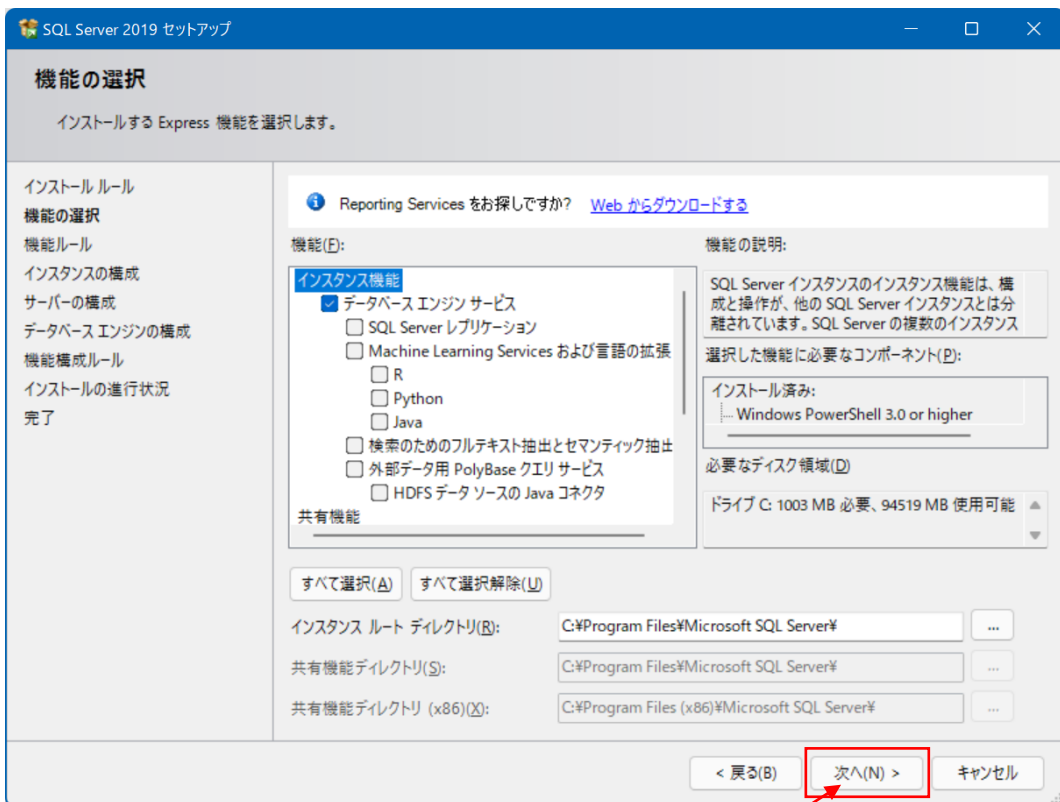 SQL Server 2019 セットアップ
機能の選択
インストールする Express 機能を選択します。
インストール ルール
機能の選択
機能ルール
インスタンスの構成
サーバーの構成
データベース エンジンの構成
機能構成ルール
インストールの進行状況
完了
Reporting Services をお探しですか? Web からダウンロードする
機能(F):
インスタンス機能
データベース エンジン サービス
SQL Server レプリケーション
Machine Learning Services および言語の拡張
R
Python
Java
検索のためのフルテキスト抽出とセマンティック抽出
外部データ用 PolyBase クエリ サービス
HDFS データ ソースの Java コネクタ
共有機能
機能の説明:
SQL Server インスタンスのインスタンス機能は、構
成と操作が、他の SQL Server インスタンスとは分
離されています。SQL Server の複数のインスタンス
選択した機能に必要なコンポーネント(P):
インストール済み:
Windows PowerShell 3.0 or higher
必要なディスク領域(D)
ドライブ C: 1003 MB 必要、94519 MB 使用可能
すべて選択(A) すべて選択解除(U)
インスタンス ルート ディレクトリ(R): C:¥Program Files¥Microsoft SQL Server¥ ...
共有機能ディレクトリ(S): C:¥Program Files¥Microsoft SQL Server¥ ...
共有機能ディレクトリ (x86)(X): C:¥Program Files (x86)¥Microsoft SQL Server¥ ...
< 戻る(B) 次へ(N) > キャンセル